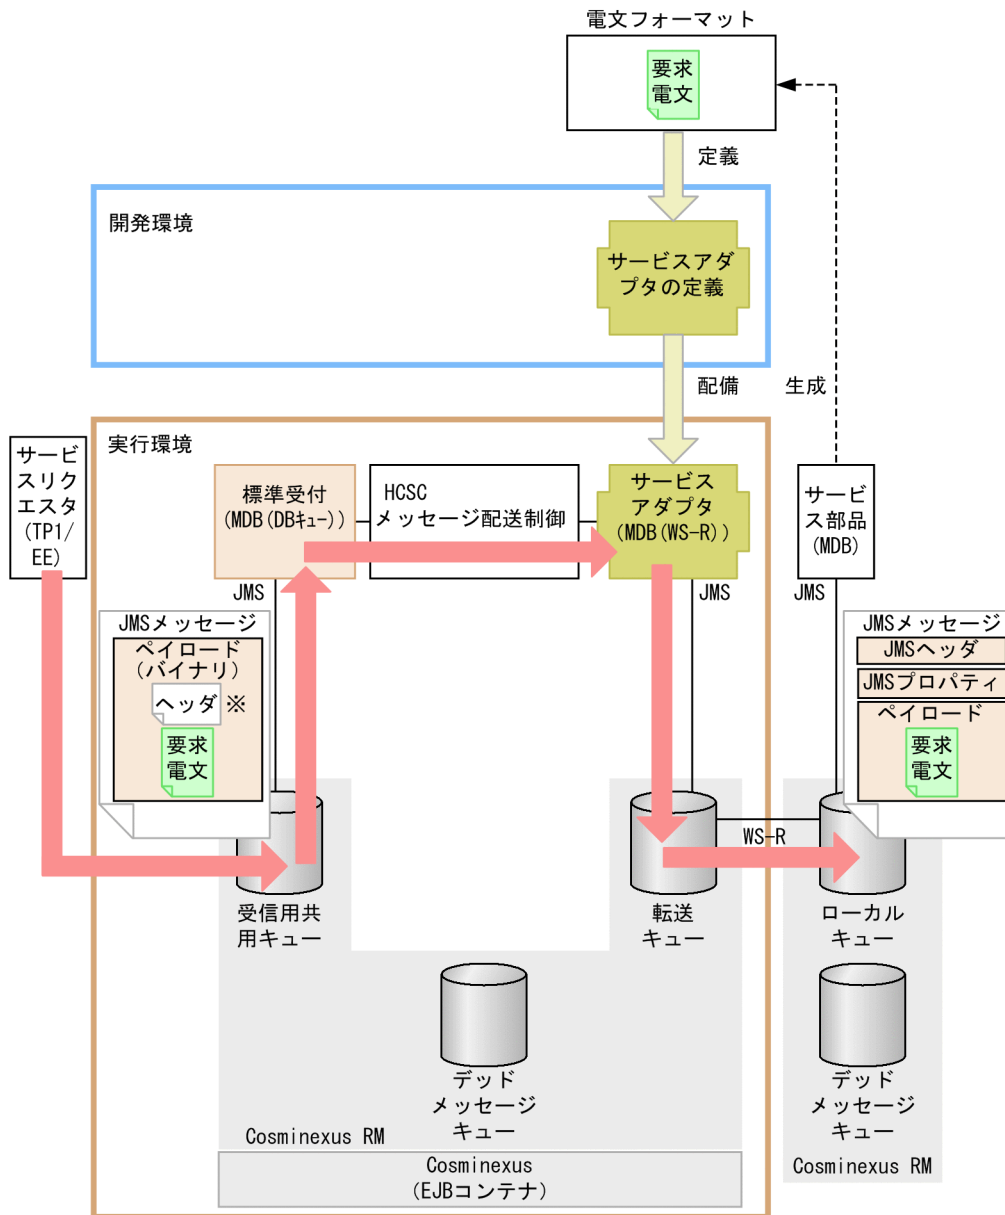 電文フォーマット
要求
電文
定義
開発環境
サービスアダ
プタの定義
配備
生成
実行環境
サービ
スリク
エスタ
(TP1/
EE)
標準受付
(MDB(DBｷｭｰ))
HCSC
メッセージ配送制御
サービス
アダプタ
(MDB(WS-R))
サービ
ス部品
(MDB)
JMS
JMS
JMS
JMSメッセージ
ペイロード
(バイナリ)
ヘッダ ※
要求
電文
JMSメッセージ
JMSヘッダ
JMSプロパティ
ペイロード
要求
電文
WS-R
受信用共
用キュー
転送
キュー
ローカル
キュー
デッド
メッセージ
キュー
デッド
メッセージ
キュー
Cosminexus RM
Cosminexus RM
Cosminexus
(EJBコンテナ)